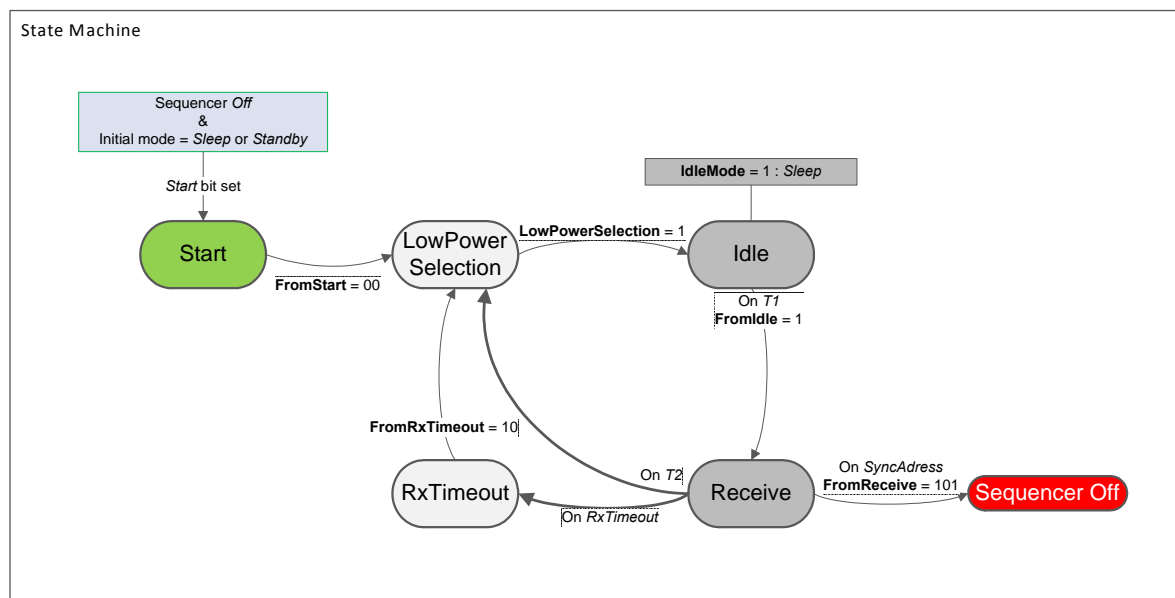 State Machine
Sequencer Off
&
Initial mode = Sleep or Standby
Start bit set
IdleMode = 1 : Sleep
Start
LowPower
Selection
LowPowerSelection = 1
Idle
FromStart = 00
On T1
FromIdle = 1
FromRxTimeout = 10
On T2
RxTimeout
On RxTimeout
Receive
On SyncAdress
FromReceive = 101
Sequencer Off